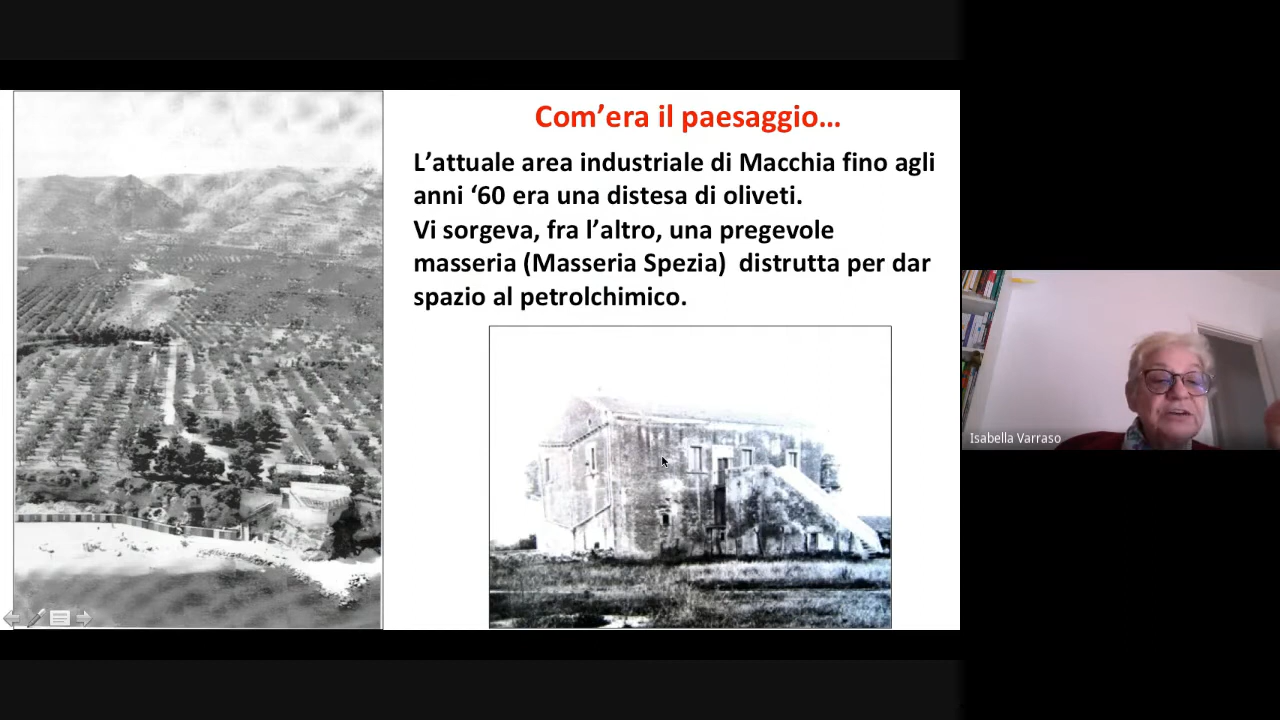 Com’era il paesaggio…
L’attuale area industriale di Macchia fino agli
anni ‘60 era una distesa di oliveti.
Vi sorgeva, fra l’altro, una pregevole
masseria (Masseria Spezia)  distrutta per dar
spazio al petrolchimico.
Isabella Varraso